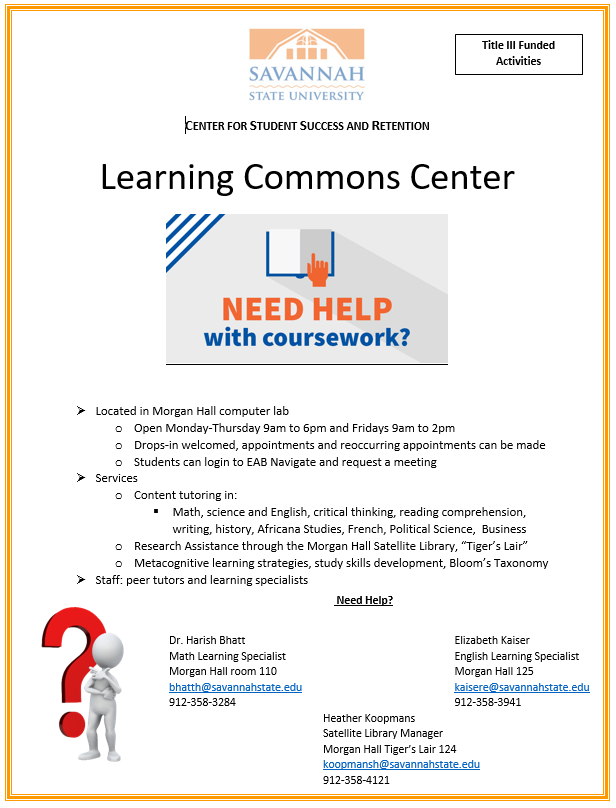 SAVANNAH
STATE UNIVERSITY
Title III Funded
Activities
CENTER FOR STUDENT SUCCESS AND RETENTION
Learning Commons Center
NEED HELP
with coursework?
➢ Located in Morgan Hall computer lab
o Open Monday-Thursday 9am to 6pm and Fridays 9am to 2pm
o Drops-in welcomed, appointments and reoccurring appointments can be made
o Students can login to EAB Navigate and request a meeting
➢ Services
o Content tutoring in:
▪ Math, science and English, critical thinking, reading comprehension,
writing, history, Africana Studies, French, Political Science, Business
o Research Assistance through the Morgan Hall Satellite Library, “Tiger’s Lair”
o Metacognitive learning strategies, study skills development, Bloom’s Taxonomy
➢ Staff: peer tutors and learning specialists
Need Help?
Dr. Harish Bhatt
Math Learning Specialist
Morgan Hall room 110
bhatth@savannahstate.edu
912-358-3284
Elizabeth Kaiser
English Learning Specialist
Morgan Hall 125
kaisere@savannahstate.edu
912-358-3941
Heather Koopmans
Satellite Library Manager
Morgan Hall Tiger’s Lair 124
koopmansh@savannahstate.edu
912-358-4121